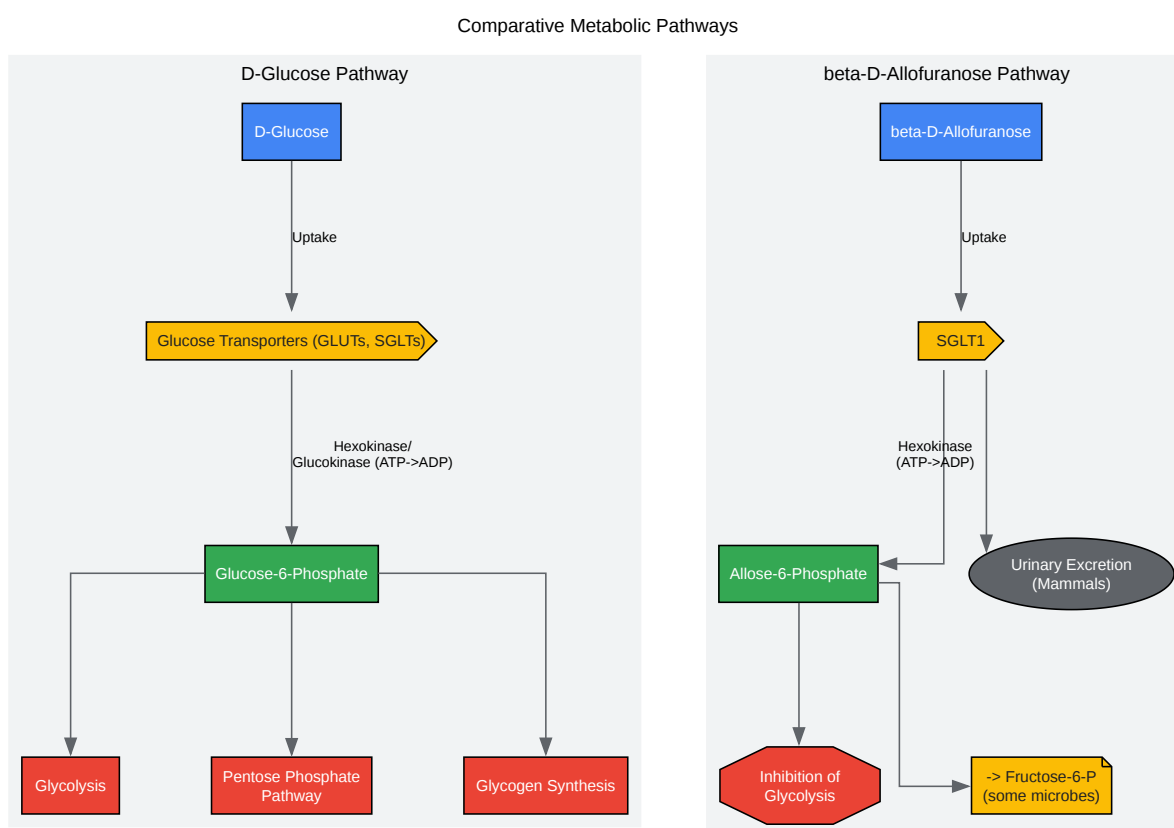 Comparative Metabolic Pathways
D-Glucose Pathway
D-Glucose
Uptake
Glucose Transporters (GLUTs, SGLTs)
Hexokinase/
Glucokinase (ATP->ADP)
Glucose-6-Phosphate
Glycolysis
Pentose Phosphate
Pathway
Glycogen Synthesis
beta-D-Allofuranose Pathway
beta-D-Allofuranose
Uptake
SGLT1
Hexokinase
(ATP->ADP)
Allose-6-Phosphate
Urinary Excretion
(Mammals)
Inhibition of
Glycolysis
-> Fructose-6-P
(some microbes)